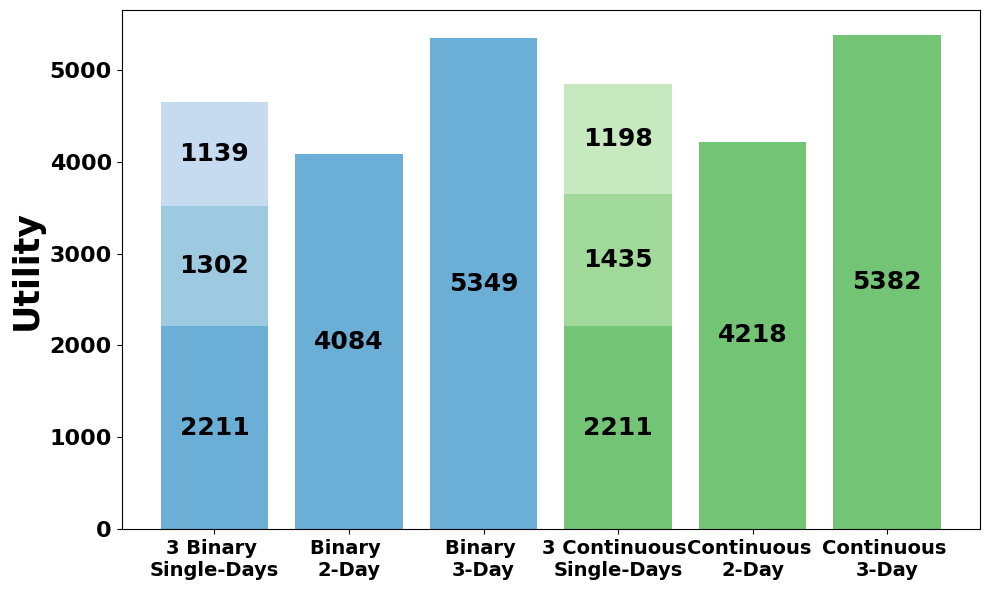 Utility
5000
4000
3000
2000
1000
0
1139
1302
2211
4084
5349
1198
1435
2211
4218
5382
3 Binary
Single-Days
Binary
2-Day
Binary
3-Day
3 Continuous
Single-Days
Continuous
2-Day
Continuous
3-Day